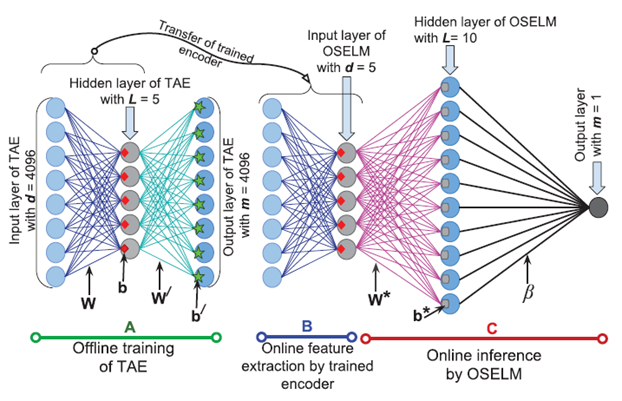 Transfer of trained
encoder
Input layer of
OSELM
with d = 5
Hidden layer of OSELM
with L= 10
Hidden layer of TAE
with L = 5
Input layer of TAE
with d = 4096
Output layer of TAE
with m = 4096
Output layer
with m = 1
W
b
W/
b/
W*
b*
β
A
Offline training
of TAE
B
Online feature
extraction by trained
encoder
C
Online inference
by OSELM